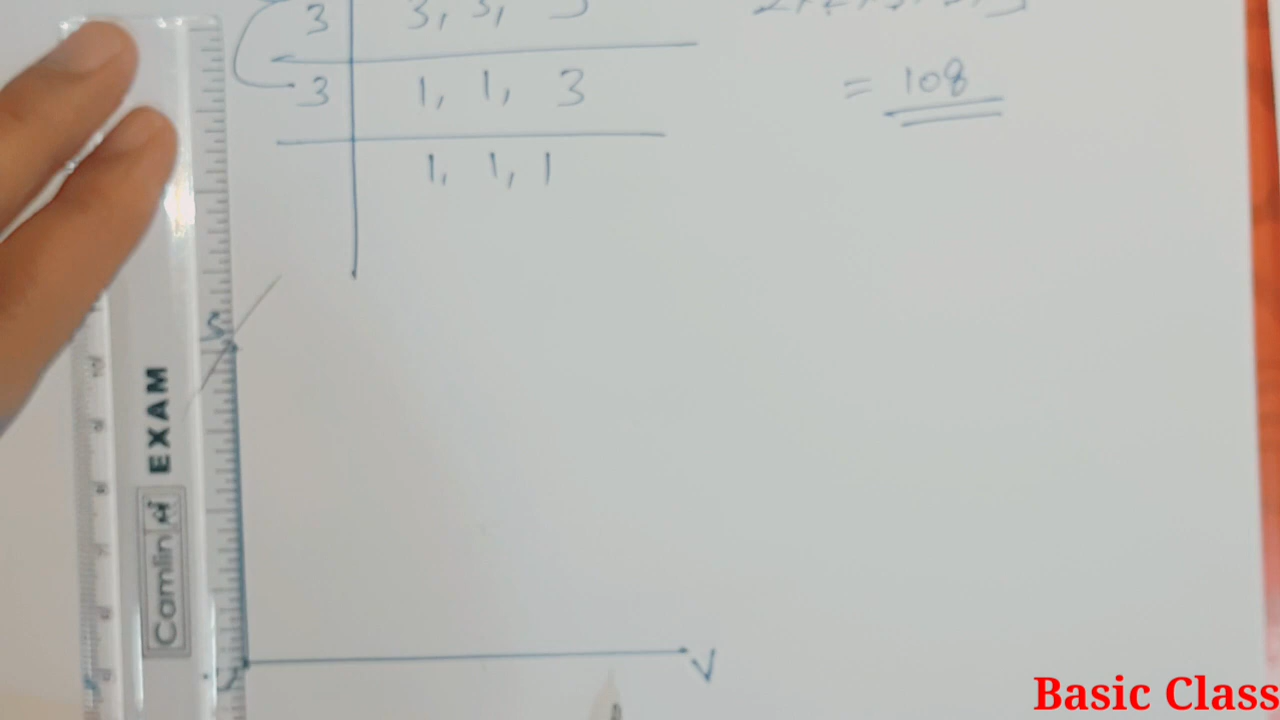 3 3, 3, 3
3 1, 1, 3
= 108
1, 1, 1
EXAM
Camlin
V
Basic Class